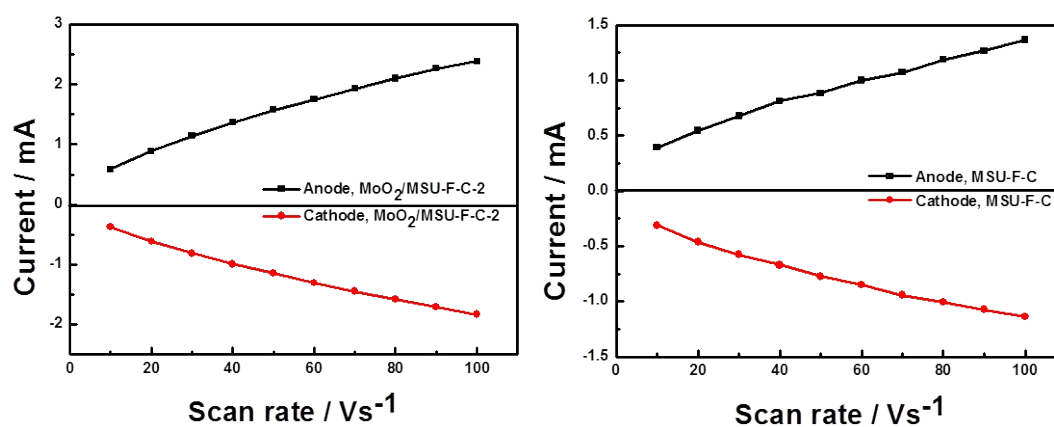 3
2
1
0
-1
-2
Current / mA
0 20 40 60 80 100
Scan rate / Vs⁻¹
Anode, MoO₂/MSU-F-C-2
Cathode, MoO₂/MSU-F-C-2
1.5
1.0
0.5
0.0
-0.5
-1.0
-1.5
Current / mA
0 20 40 60 80 100
Scan rate / Vs⁻¹
Anode, MSU-F-C
Cathode, MSU-F-C